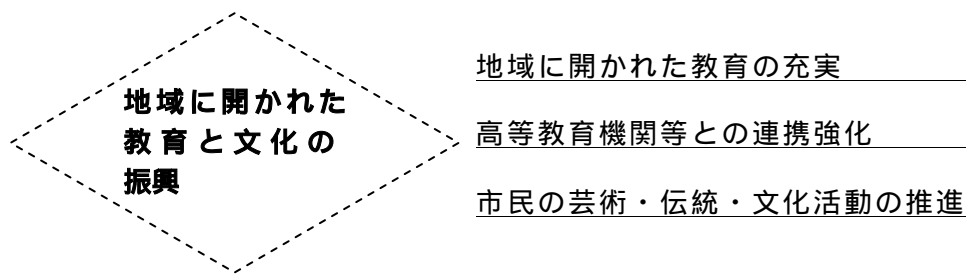 地域に開かれた
教育と文化の
振興
地域に開かれた教育の充実
高等教育機関等との連携強化
市民の芸術・伝統・文化活動の推進